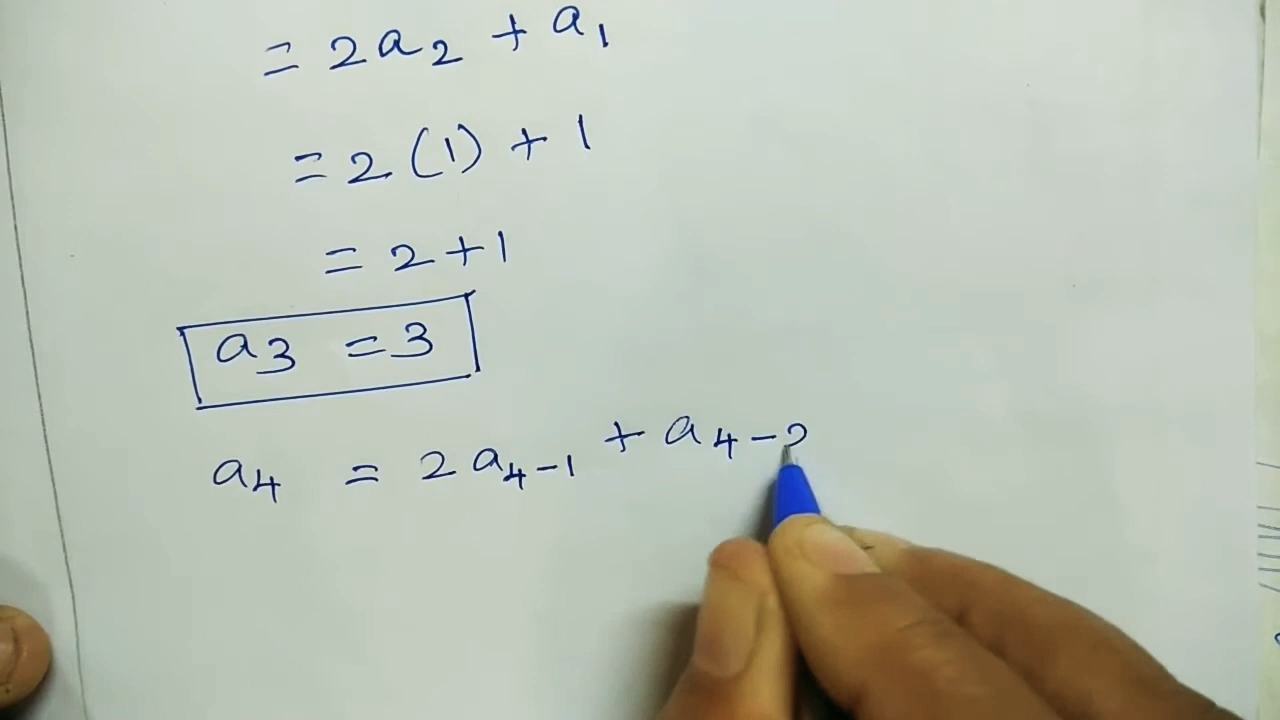 = 2a₂ + a₁
= 2(1) + 1
= 2+1
a₃ = 3
a₄ = 2a₄₋₁ + a₄₋₂